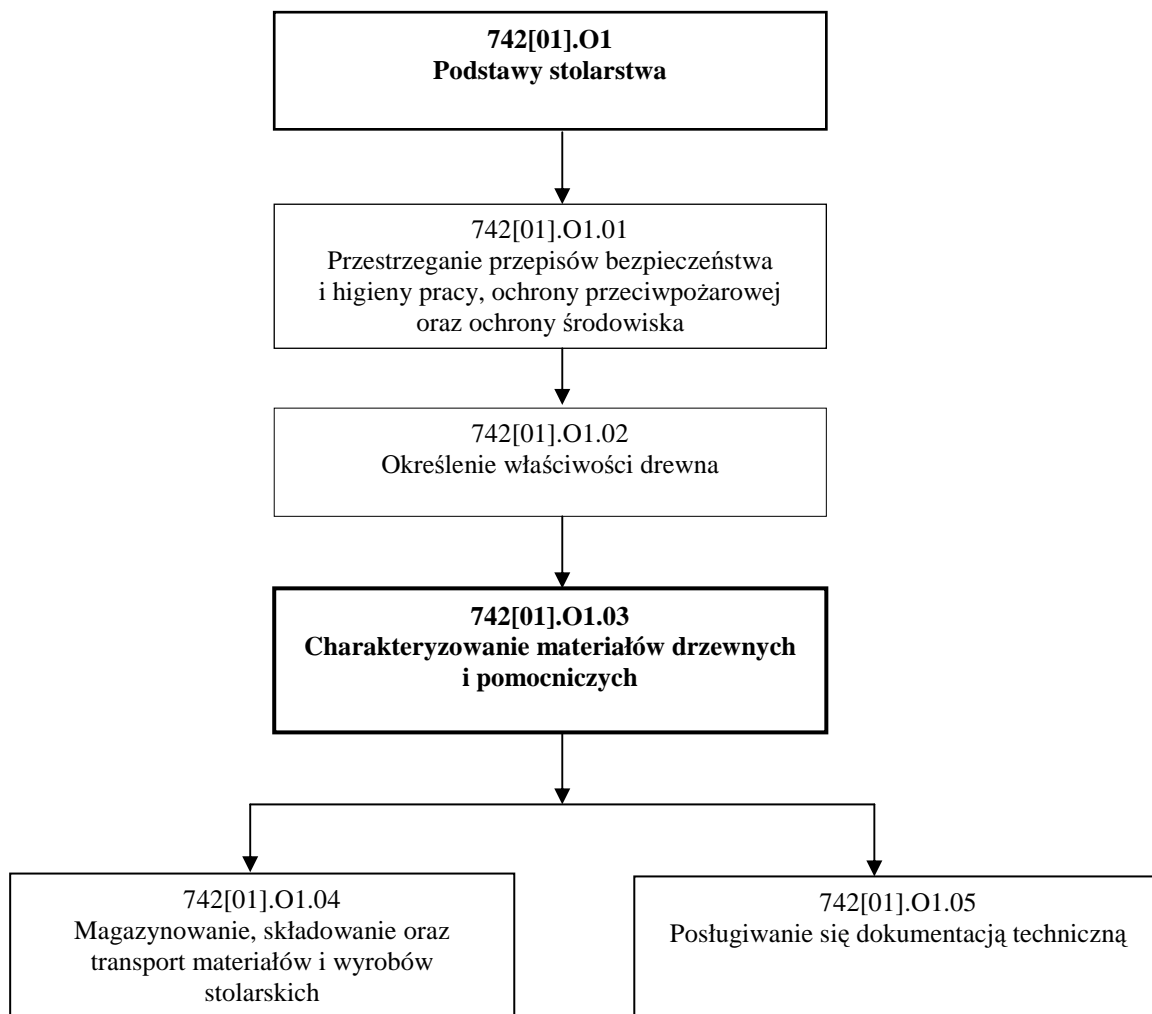 742[01].O1
Podstawy stolarstwa
742[01].O1.01
Przestrzeganie przepisów bezpieczeństwa
i higieny pracy, ochrony przeciwpożarowej
oraz ochrony środowiska
742[01].O1.02
Określenie właściwości drewna
742[01].O1.03
Charakteryzowanie materiałów drzewnych
i pomocniczych
742[01].O1.04
Magazynowanie, składowanie oraz
transport materiałów i wyrobów
stolarskich
742[01].O1.05
Posługiwanie się dokumentacją techniczną